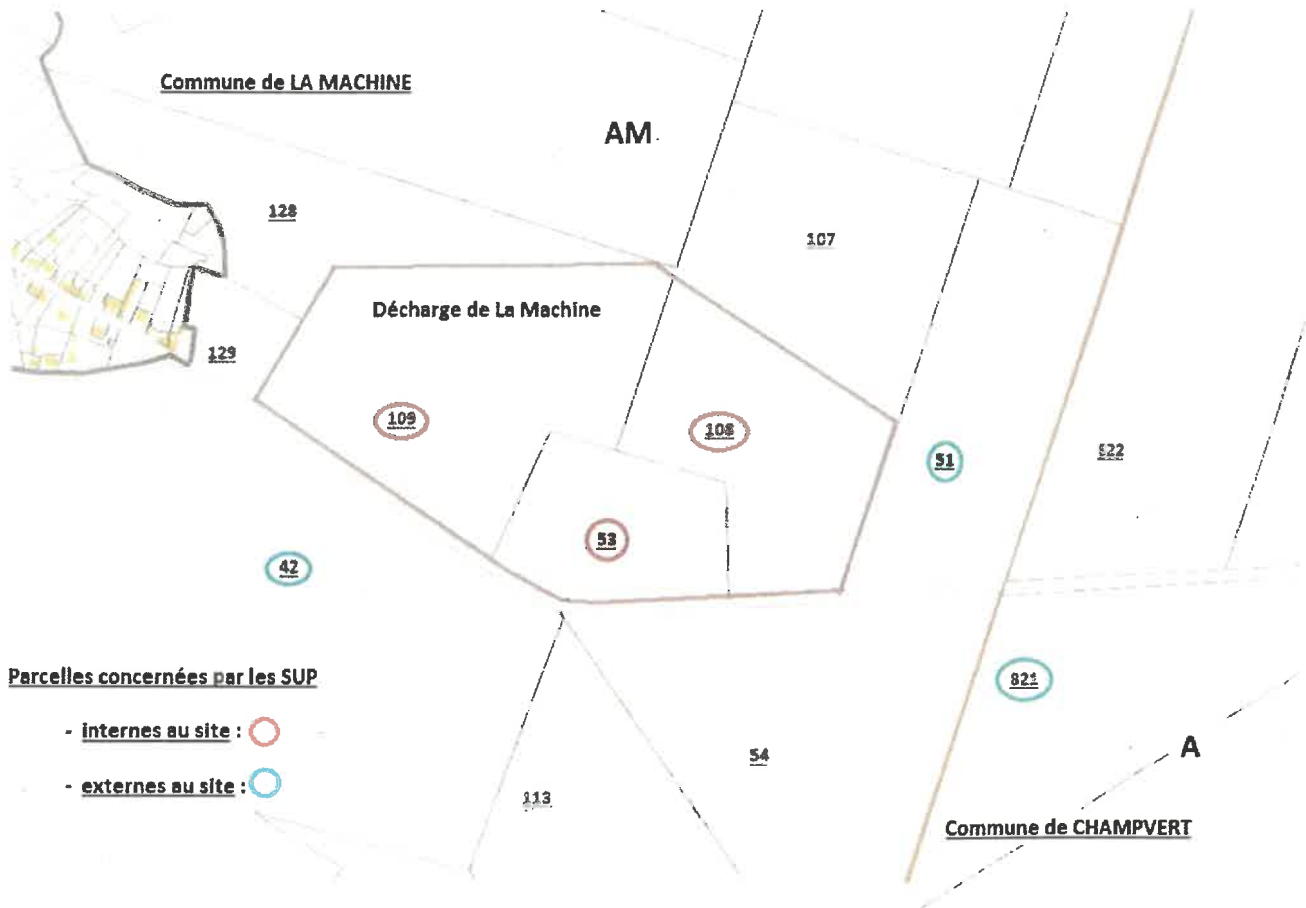 Commune de LA MACHINE
AM
128
107
Décharge de La Machine
129
109
108
51
822
53
42
Parcelles concernées par les SUP
821
- internes au site :
A
54
- externes au site :
113
Commune de CHAMPVERT